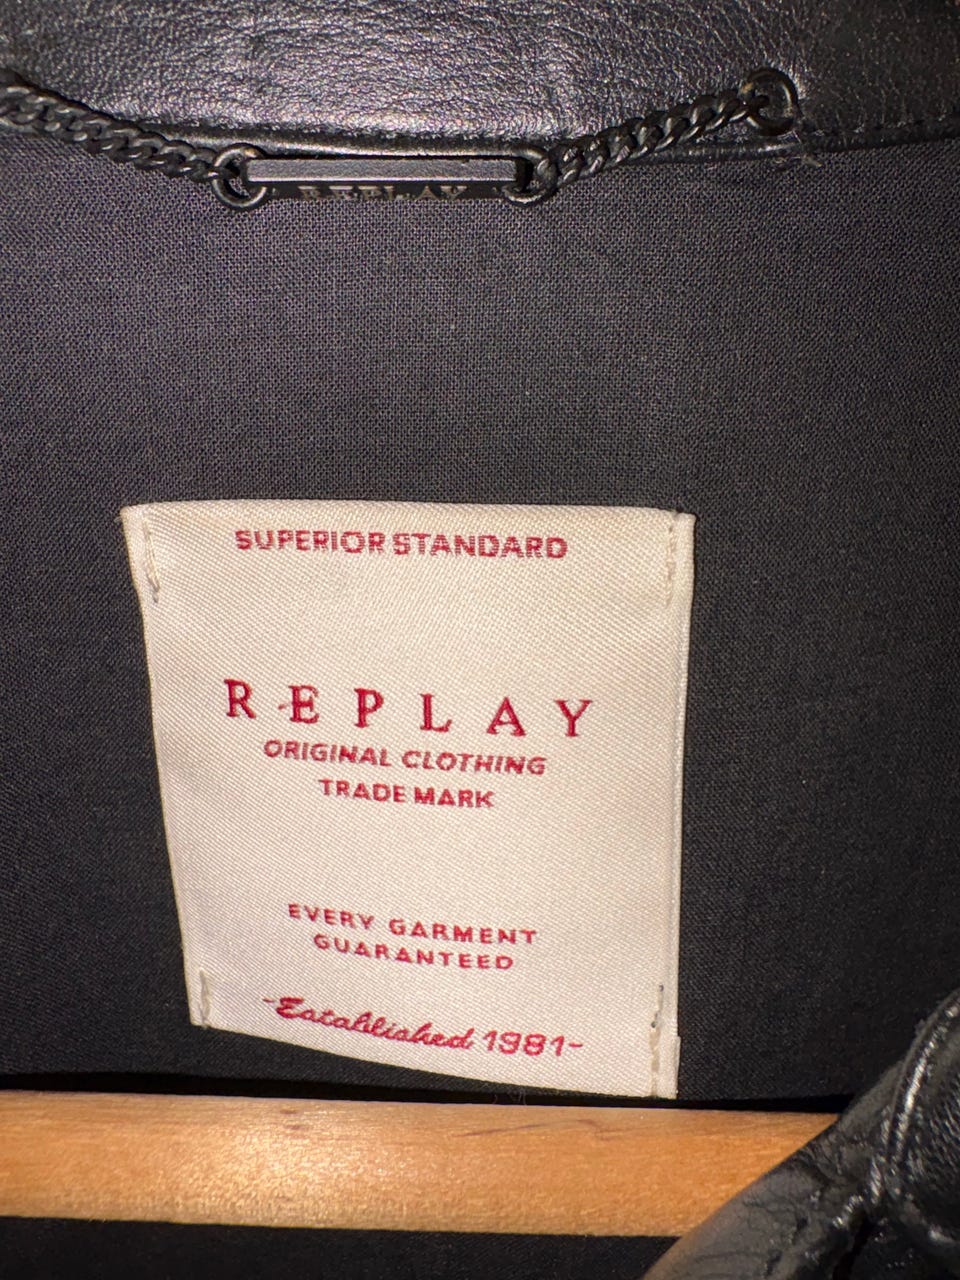 REPLAY
SUPERIOR STANDARD
REPLAY
ORIGINAL CLOTHING
TRADE MARK
EVERY GARMENT
GUARANTEED
-Established 1981-